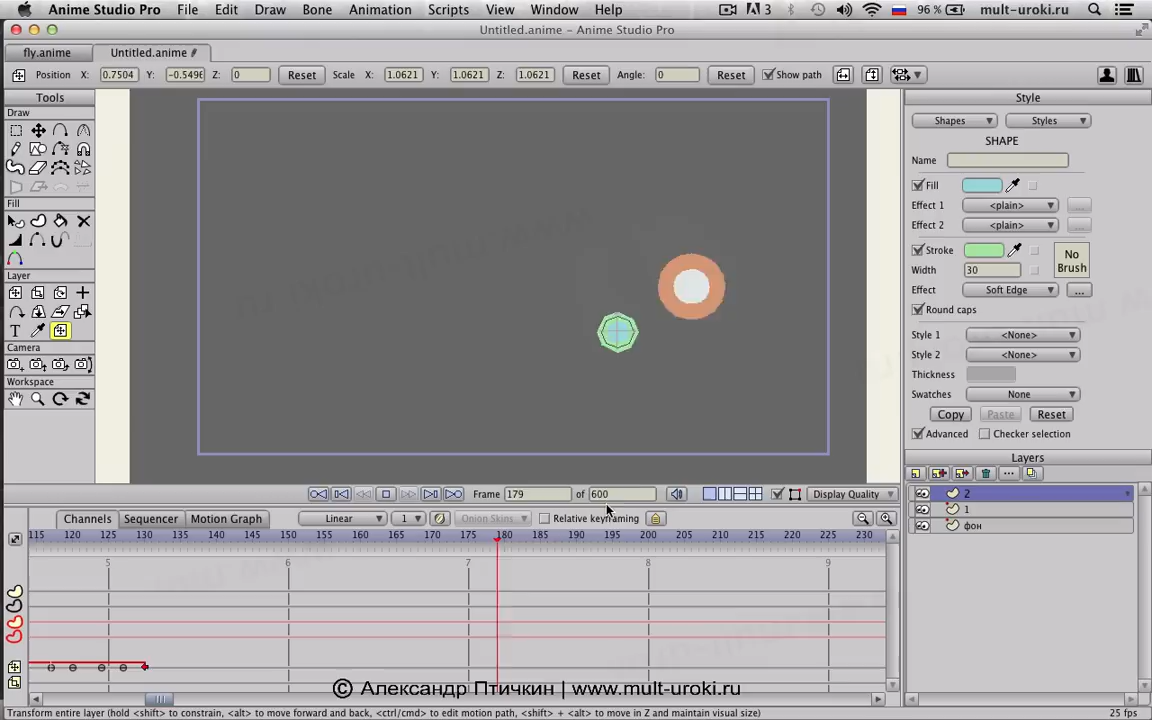 Anime Studio Pro File Edit Draw Bone Animation Scripts View Window Help 3 96 % mult-uroki.ru
Untitled.anime – Anime Studio Pro
fly.anime Untitled.anime
Position X: 0.7504 Y: -0.5496 Z: 0 Reset Scale X: 1.0621 Y: 1.0621 Z: 1.0621 Reset Angle: 0 Reset Show path
Tools
Draw
Fill
Layer
T
Camera
Workspace
Style
Shapes Styles
SHAPE
Name
Fill
Effect 1 <plain> ...
Effect 2 <plain> ...
Stroke
No Brush
Width 30
Effect Soft Edge ...
Round caps
Style 1 <None>
Style 2 <None>
Thickness
Swatches None
Copy Paste Reset
Advanced Checker selection
Layers
2
1
фон
Frame 179 of 600 Display Quality
Channels Sequencer Motion Graph Linear 1 Onion Skins Relative keyframing
115 120 125 130 135 140 145 150 155 160 165 170 175 180 185 190 195 200 205 210 215 220 225 230
5 6 7 8 9
© Александр Птичкин | www.mult-uroki.ru
Transform entire layer (hold <shift> to constrain, <alt> to move forward and back, <ctrl/cmd> to edit motion path, <shift> + <alt> to move in Z and maintain visual size) 25 fps